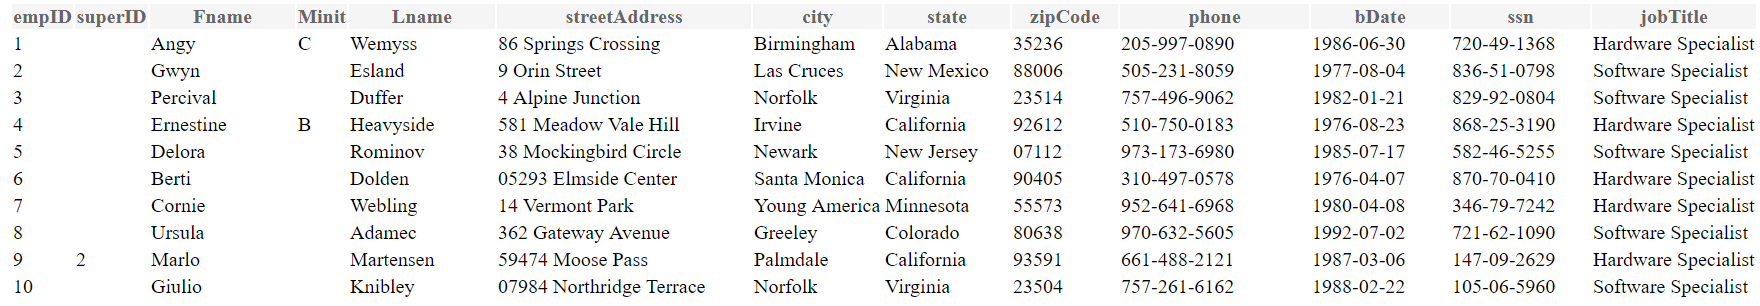 empID superID Fname Minit Lname streetAddress city state zipCode phone bDate ssn jobTitle
1 Angy C Wemyss 86 Springs Crossing Birmingham Alabama 35236 205-997-0890 1986-06-30 720-49-1368 Hardware Specialist
2 Gwyn Esland 9 Orin Street Las Cruces New Mexico 88006 505-231-8059 1977-08-04 836-51-0798 Software Specialist
3 Percival Duffer 4 Alpine Junction Norfolk Virginia 23514 757-496-9062 1982-01-21 829-92-0804 Software Specialist
4 Ernestine B Heavyside 581 Meadow Vale Hill Irvine California 92612 510-750-0183 1976-08-23 868-25-3190 Hardware Specialist
5 Delora Rominov 38 Mockingbird Circle Newark New Jersey 07112 973-173-6980 1985-07-17 582-46-5255 Software Specialist
6 Berti Dolden 05293 Elmside Center Santa Monica California 90405 310-497-0578 1976-04-07 870-70-0410 Hardware Specialist
7 Cornie Webling 14 Vermont Park Young America Minnesota 55573 952-641-6968 1980-04-08 346-79-7242 Hardware Specialist
8 Ursula Adamec 362 Gateway Avenue Greeley Colorado 80638 970-632-5605 1992-07-02 721-62-1090 Software Specialist
9 2 Marlo Martensen 59474 Moose Pass Palmdale California 93591 661-488-2121 1987-03-06 147-09-2629 Hardware Specialist
10 Giulio Knibley 07984 Northridge Terrace Norfolk Virginia 23504 757-261-6162 1988-02-22 105-06-5960 Software Specialist